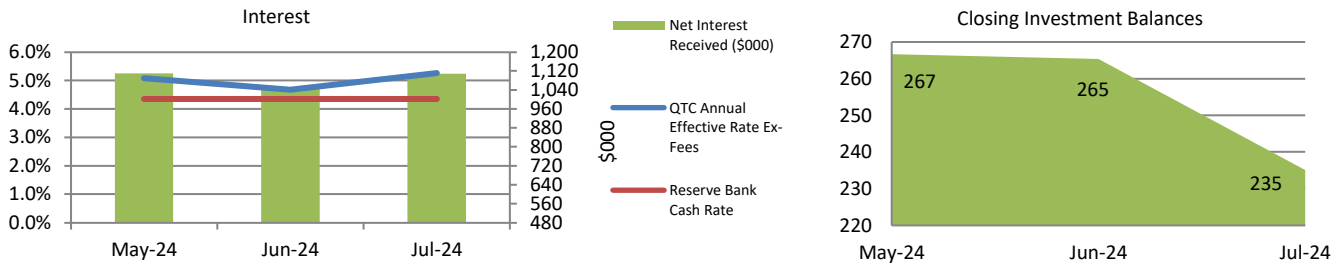 Interest
6.0%
5.0%
4.0%
3.0%
2.0%
1.0%
0.0%
1,200
1,120
1,040
960
880
800
720
640
560
480
$000
May-24
Jun-24
Jul-24
Net Interest
Received ($000)
QTC Annual
Effective Rate Ex-
Fees
Reserve Bank
Cash Rate
Closing Investment Balances
270
260
250
240
230
220
267
265
235
May-24
Jun-24
Jul-24